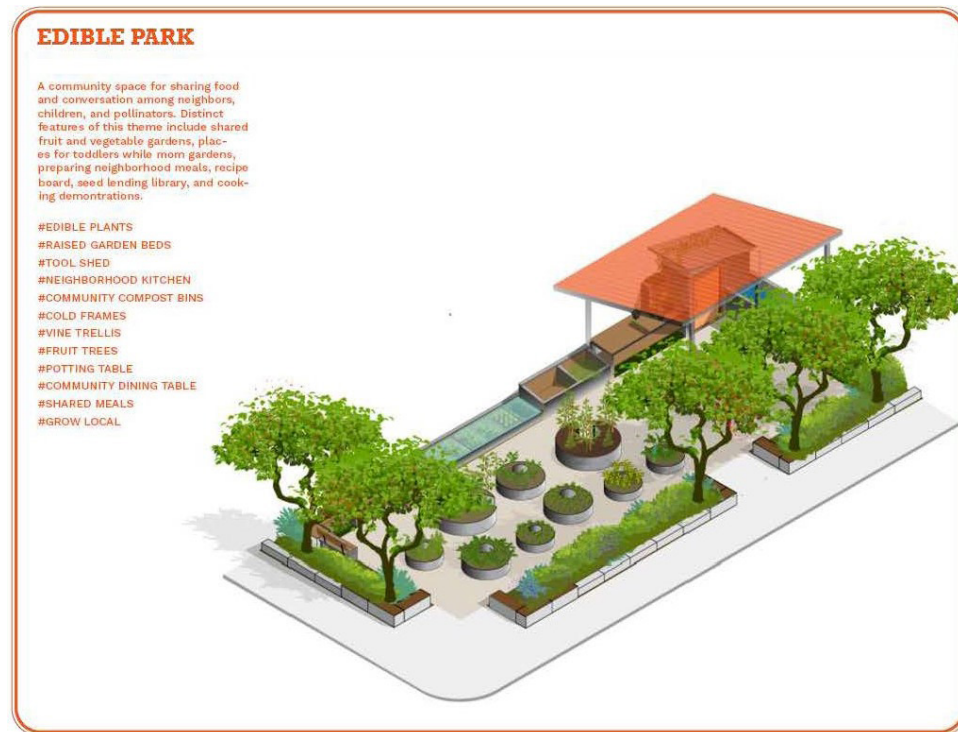 EDIBLE PARK
A community space for sharing food
and conversation among neighbors,
children, and pollinators. Distinct
features of this theme include shared
fruit and vegetable gardens, plac-
es for toddlers while mom gardens,
preparing neighborhood meals, recipe
board, seed lending library, and cook-
ing demontrations.
#EDIBLE PLANTS
#RAISED GARDEN BEDS
#TOOL SHED
#NEIGHBORHOOD KITCHEN
#COMMUNITY COMPOST BINS
#COLD FRAMES
#VINE TRELLIS
#FRUIT TREES
#POTTING TABLE
#COMMUNITY DINING TABLE
#SHARED MEALS
#GROW LOCAL